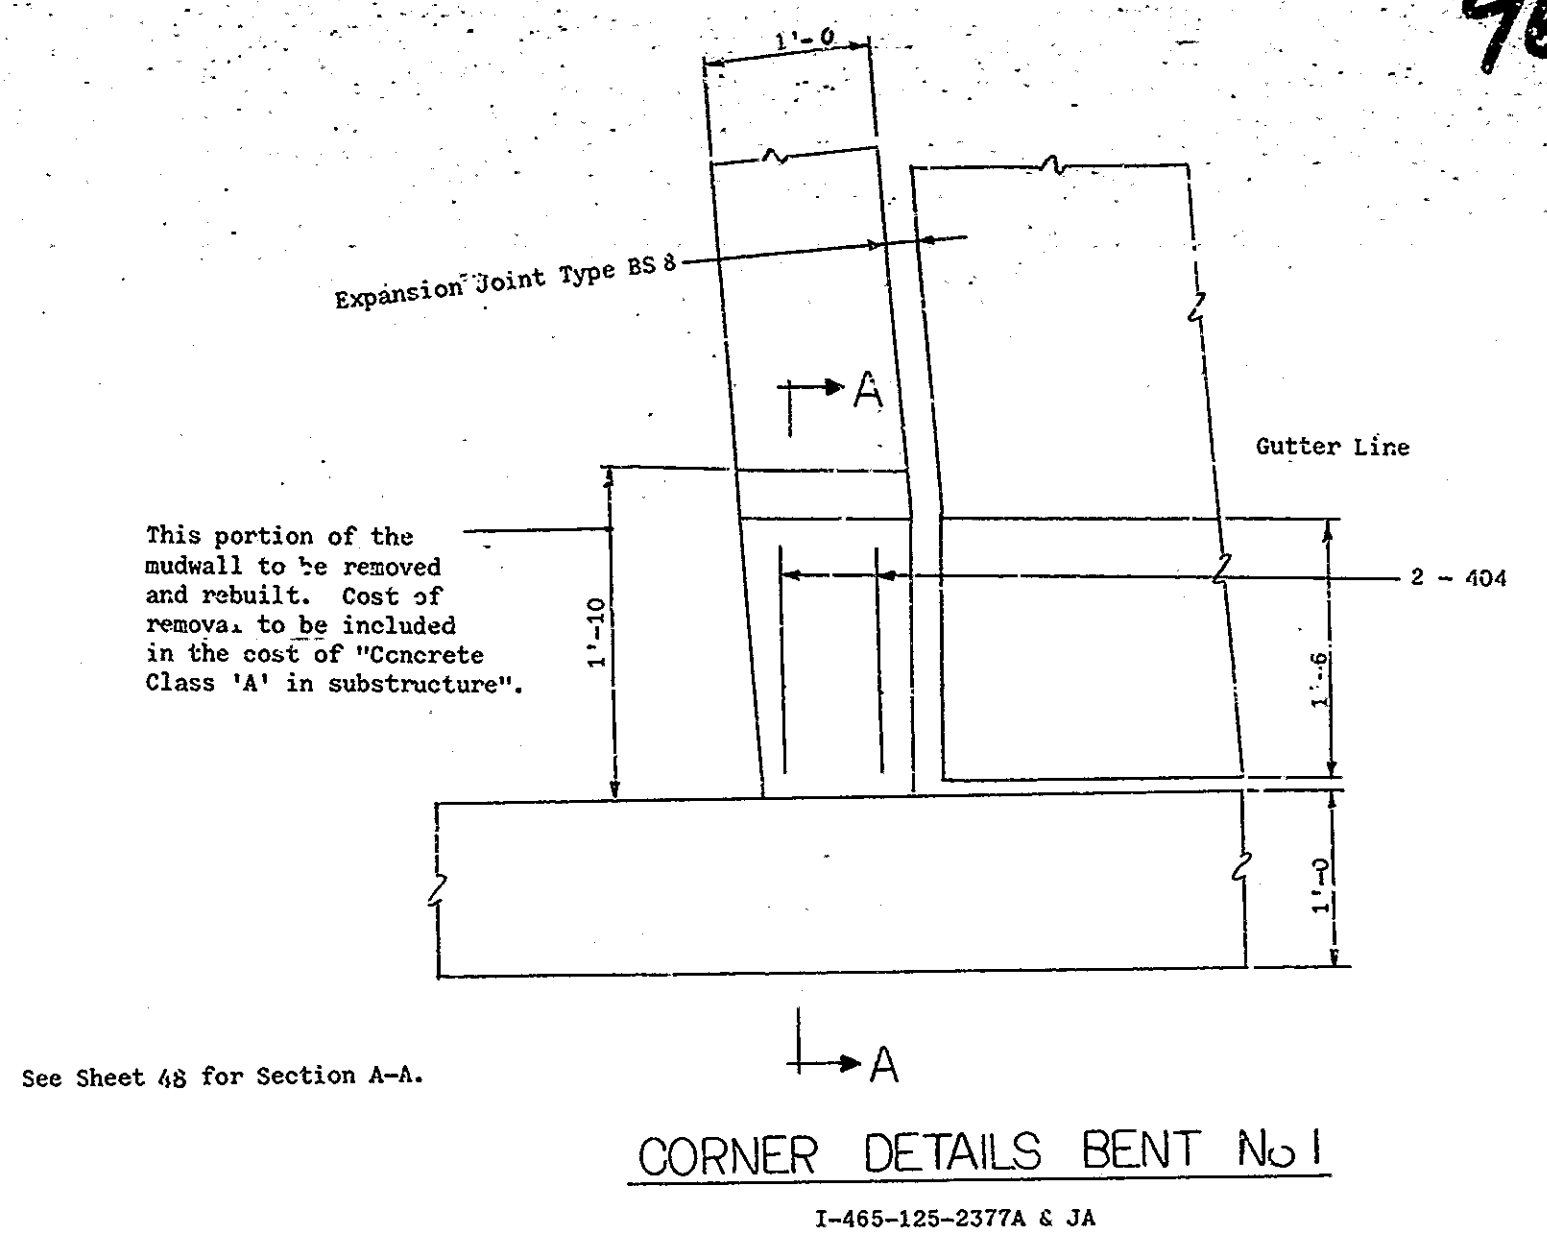 1'-0
Expansion Joint Type BS 8
A
Gutter Line
This portion of the
mudwall to be removed
and rebuilt. Cost of
removal to be included
in the cost of "Concrete
Class 'A' in substructure".
1'-10
2 - 404
1'-6
1'-0
A
See Sheet 48 for Section A-A.
CORNER DETAILS BENT No 1
I-465-125-2377A & JA